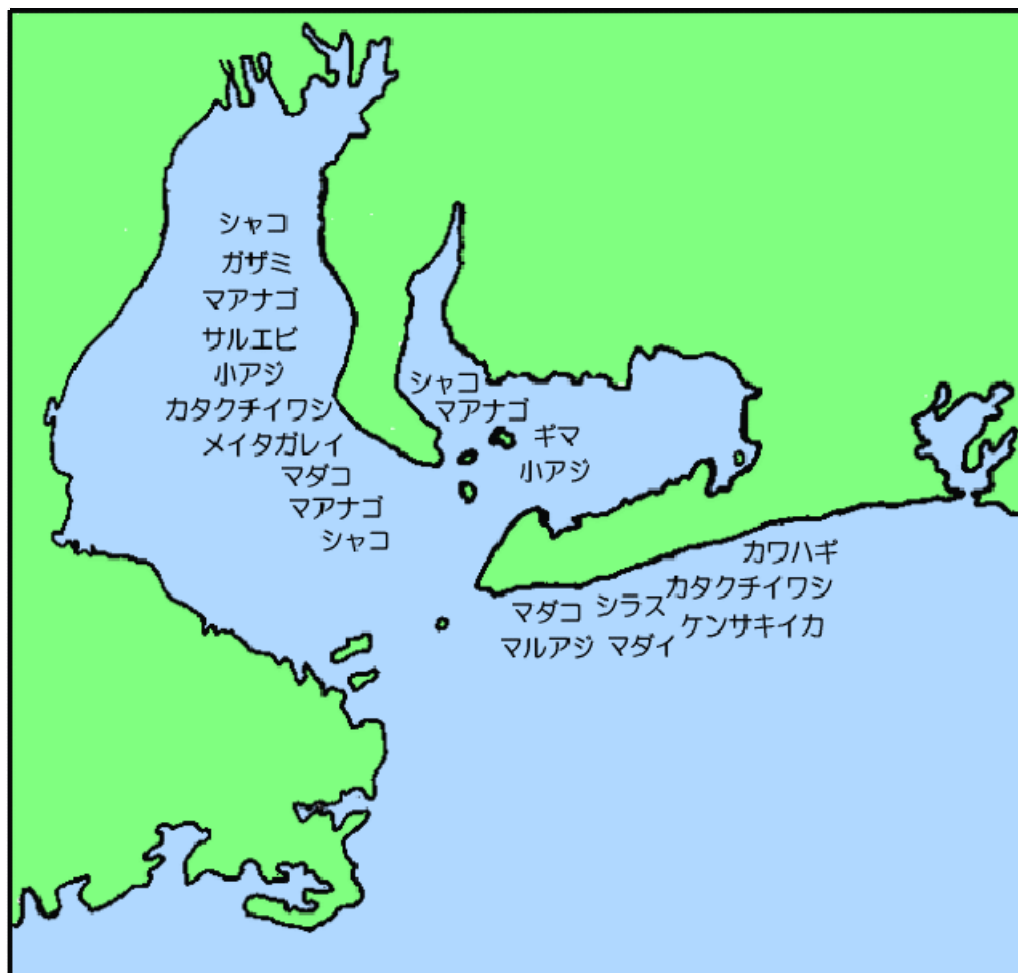 シャコ
ガザミ
マアナゴ
サルエビ
小アジ
カタクチイワシ
メイタガレイ
マダコ
マアナゴ
シャコ
シャコ
マアナゴ
ギマ
小アジ
カワハギ
カタクチイワシ
マダコ シラス
ケンサキイカ
マルアジ マダイ